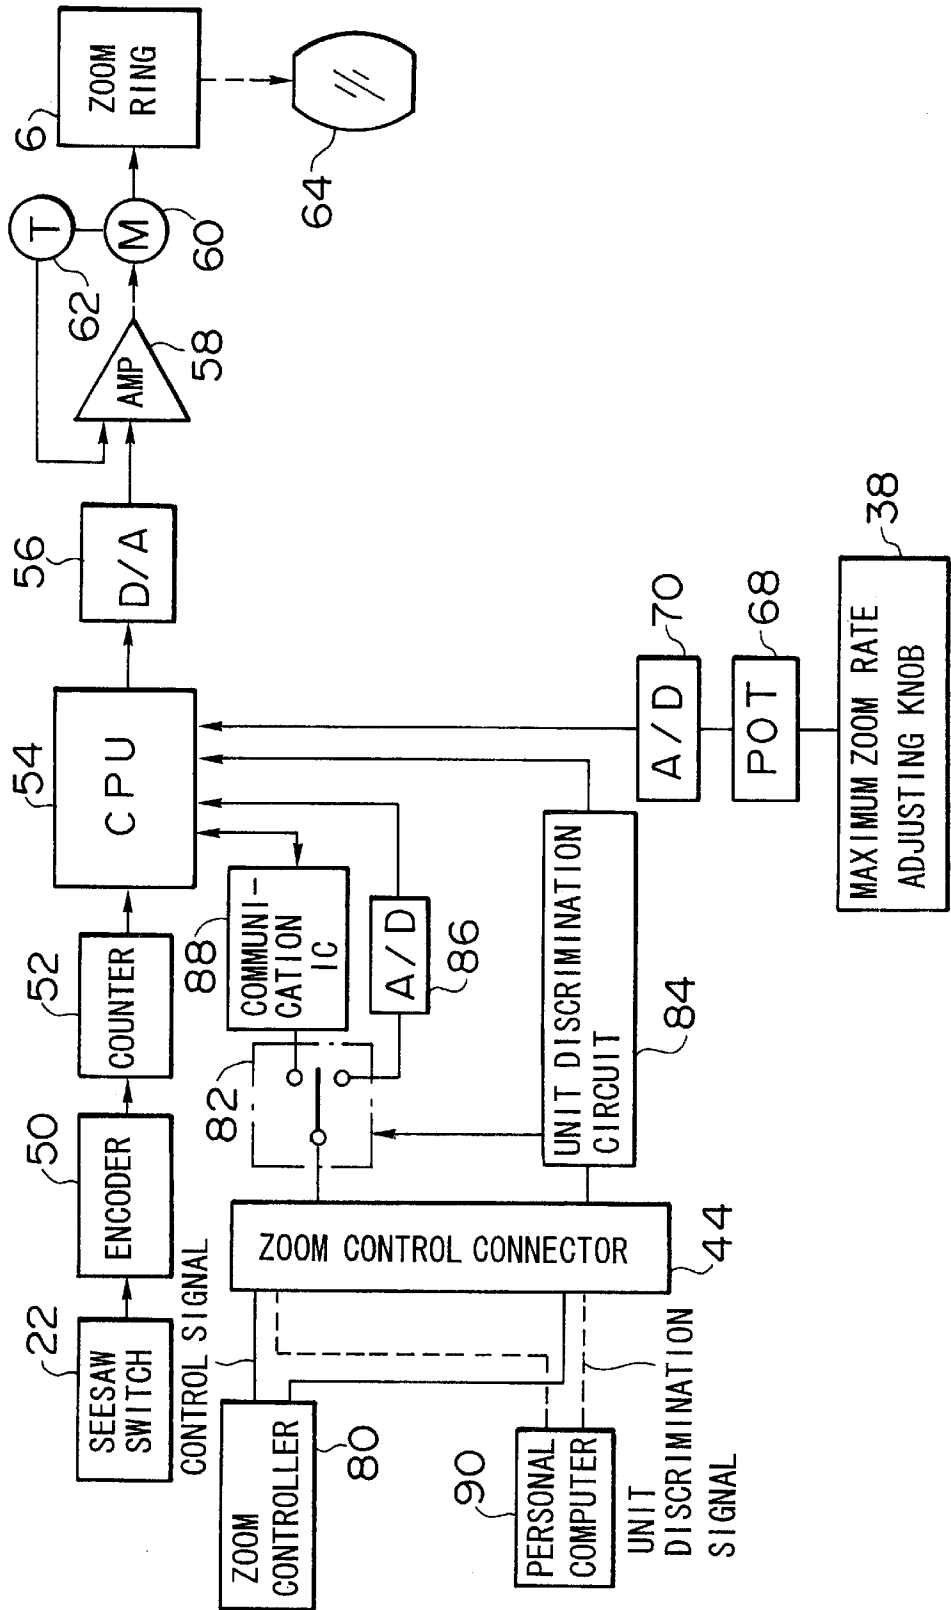 22
SEESAW
SWITCH
50
ENCODER
52
COUNTER
54
CPU
56
D/A
58
AMP
62
T
M
60
6
ZOOM
RING
64
CONTROL SIGNAL
82
88
COMMUNI-
CATION
IC
A/D
86
ZOOM
CONTROLLER
80
ZOOM CONTROL CONNECTOR
44
UNIT DISCRIMINATION
CIRCUIT
84
A/D
70
POT
68
MAXIMUM ZOOM RATE
ADJUSTING KNOB
38
90
PERSONAL
COMPUTER
UNIT
DISCRIMINATION
SIGNAL